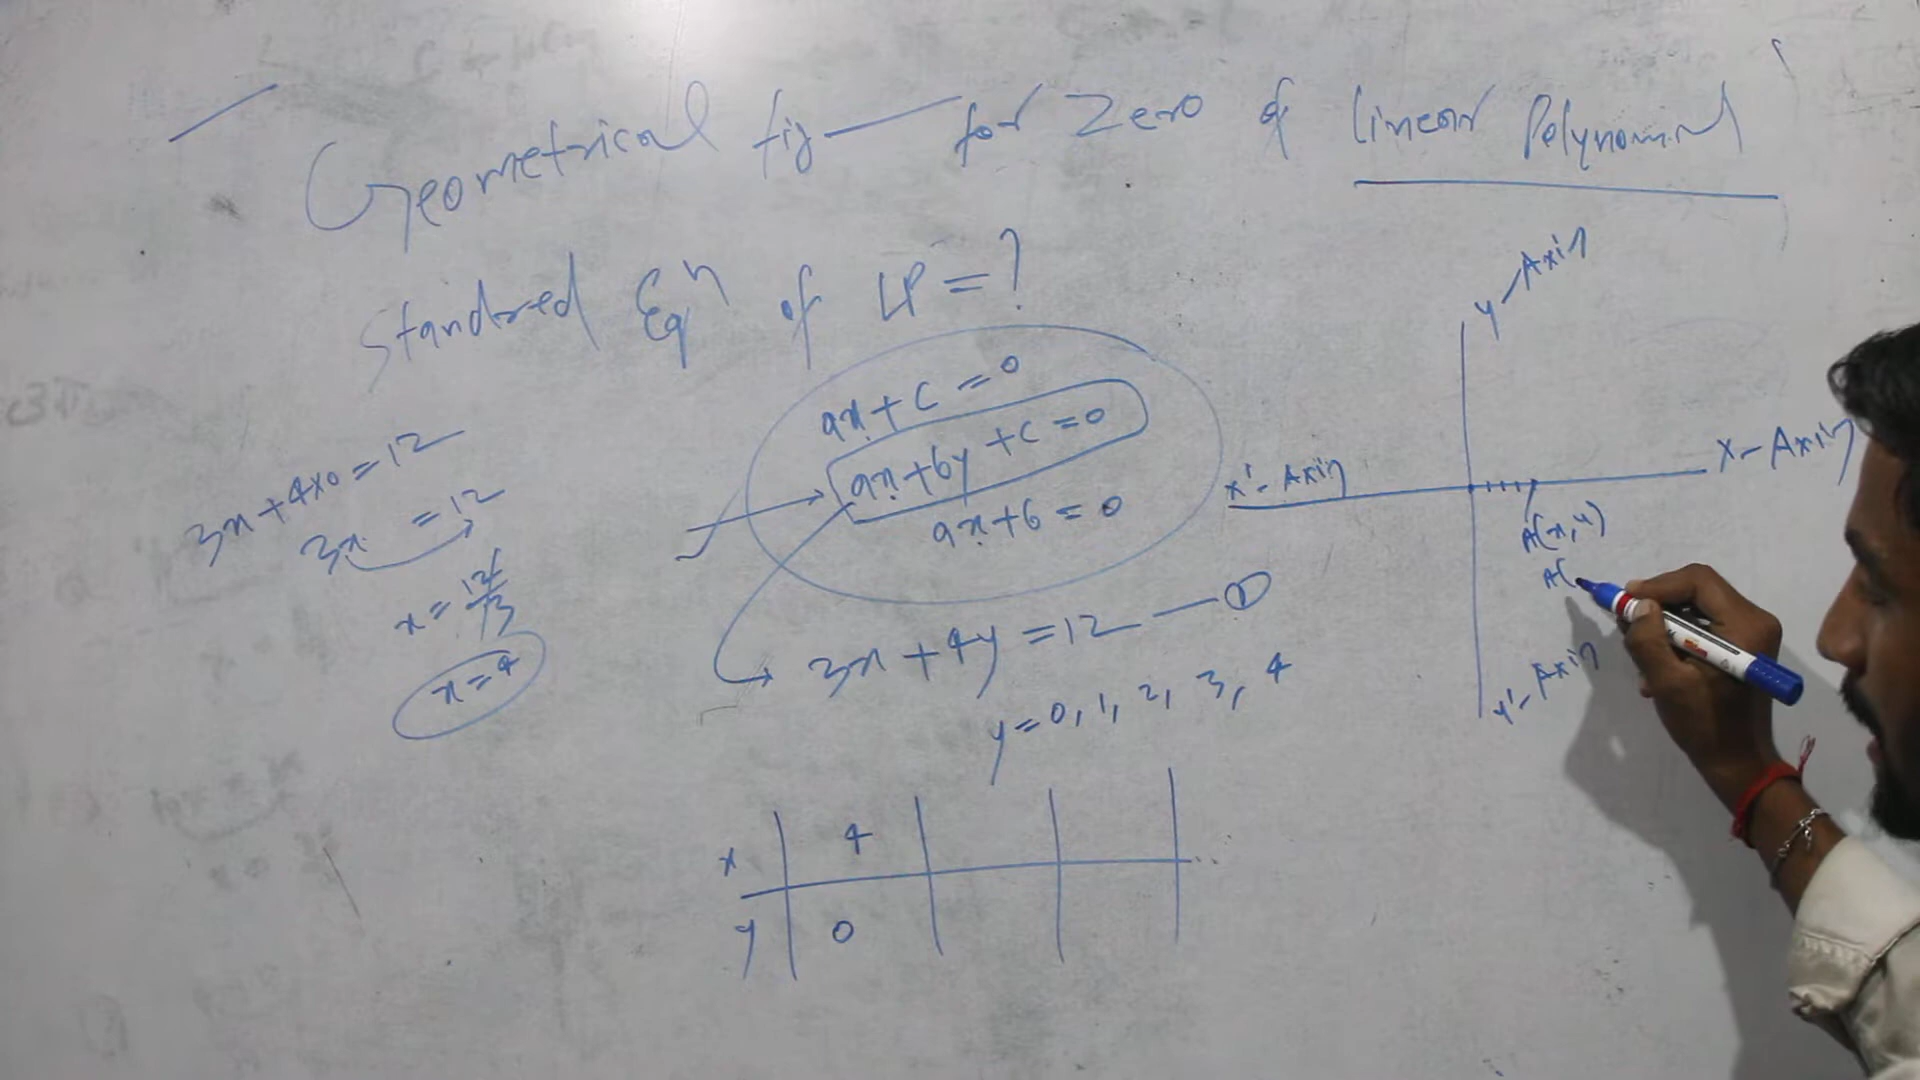 Geometrical fig for Zero of Linear Polynomial
Standred Eqⁿ of LP = ?
ax + c = 0
ax + by + c = 0
ax + b = 0
3x + 4y = 12 — ①
y = 0, 1, 2, 3, 4
3x + 4×0 = 12
3x = 12
x = 12/3
x = 4
x 4
y 0
y - Axis
x' - Axis
X - Axis
A(x, y)
A(
y' - Axis